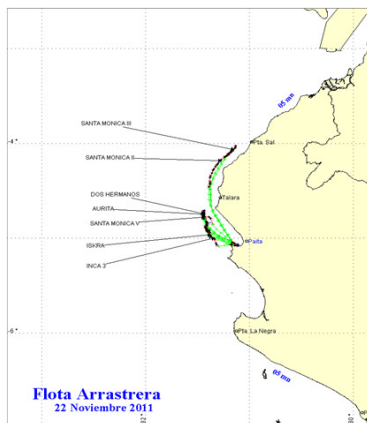 05 mn
SANTA MONICA III
-4°
Pta. Sal
SANTA MONICA II
DOS HERMANOS
Talara
AURITA
SANTA MONICA V
ISKRA
Paita
INCA 3
-6°
Pta. La Negra
05 mn
Flota Arrastrera
22 Noviembre 2011